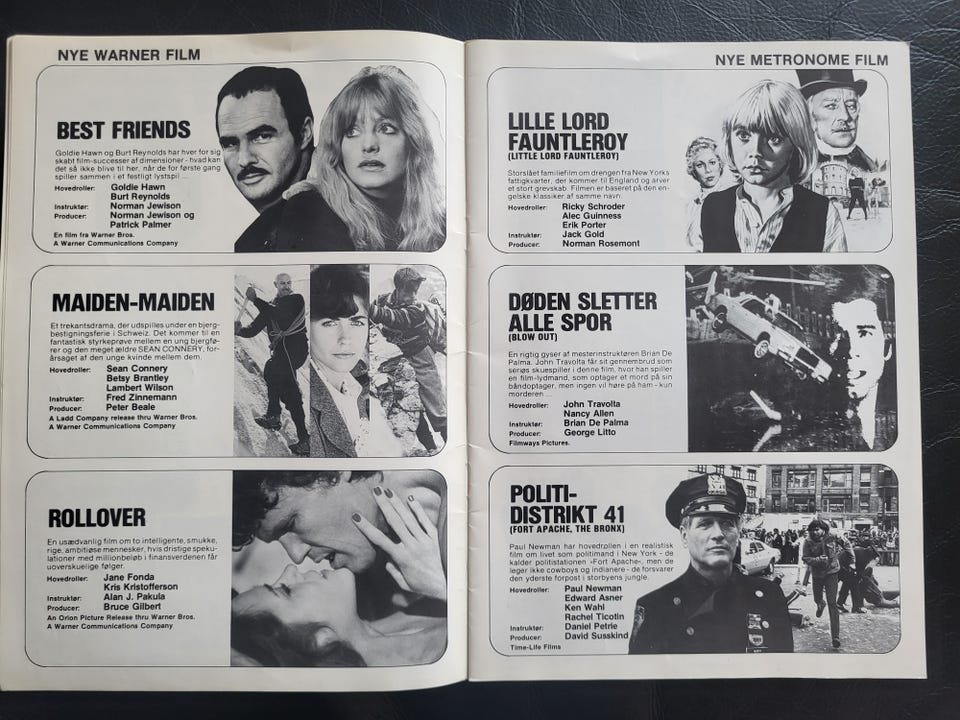 NYE WARNER FILM
BEST FRIENDS
Goldie Hawn og Burt Reynolds har hver for sig
skabt film-successer af dimensioner - hvad kan
det så ikke blive til her, når de for første gang
spiller sammen i et festligt lystspil ...
Hovedroller: Goldie Hawn
Burt Reynolds
Instruktør: Norman Jewison
Producer: Norman Jewison og
Patrick Palmer
En film fra Warner Bros.
A Warner Communications Company
MAIDEN-MAIDEN
Et trekantsdrama, der udspilles under en bjerg-
bestigningsferie i Schweiz. Det kommer til en
fantastisk styrkeprøve mellem en ung bjergfø-
rer og den meget ældre SEAN CONNERY, for-
årsaget af den unge kvinde mellem dem.
Hovedroller: Sean Connery
Betsy Brantley
Lambert Wilson
Instruktør: Fred Zinnemann
Producer: Peter Beale
A Ladd Company release thru Warner Bros.
A Warner Communications Company
ROLLOVER
En usædvanlig film om to intelligente, smukke,
rige, ambitiøse mennesker, hvis dristige speku-
lationer med millionbeløb i finansverdenen får
uoverskuelige følger.
Hovedroller: Jane Fonda
Kris Kristofferson
Instruktør: Alan J. Pakula
Producer: Bruce Gilbert
An Orion Picture Release thru Warner Bros.
A Warner Communications Company
NYE METRONOME FILM
LILLE LORD
FAUNTLEROY
(LITTLE LORD FAUNTLEROY)
Storslået familiefilm om drengen fra New Yorks
fattigkvarter, der kommer til England og arver
et stort grevskab. Filmen er baseret på den en-
gelske klassiker af samme navn.
Hovedroller: Ricky Schroder
Alec Guinness
Erik Porter
Instruktør: Jack Gold
Producer: Norman Rosemont
DØDEN SLETTER
ALLE SPOR
(BLOW OUT)
En rigtig gyser af mesterinstruktøren Brian De
Palma. John Travolta får sit gennembrud som
seriøs skuespiller i denne film, hvor han spiller
en film-lydmand, som optager et mord på sin
båndoptager, men ingen vil høre på ham - kun
morderen ...
Hovedroller: John Travolta
Nancy Allen
Instruktør: Brian De Palma
Producer: George Litto
Filmways Pictures.
POLITI-
DISTRIKT 41
(FORT APACHE, THE BRONX)
Paul Newman har hovedrollen i en realistisk
film om livet som politimand i New York - de
kalder politistationen »Fort Apache«, men de
leger ikke cowboys og indianere - de forsvarer
den yderste forpost i storbyens jungle.
Hovedroller: Paul Newman
Edward Asner
Ken Wahl
Rachel Ticotin
Instruktør: Daniel Petrie
Producer: David Susskind
Time-Life Films